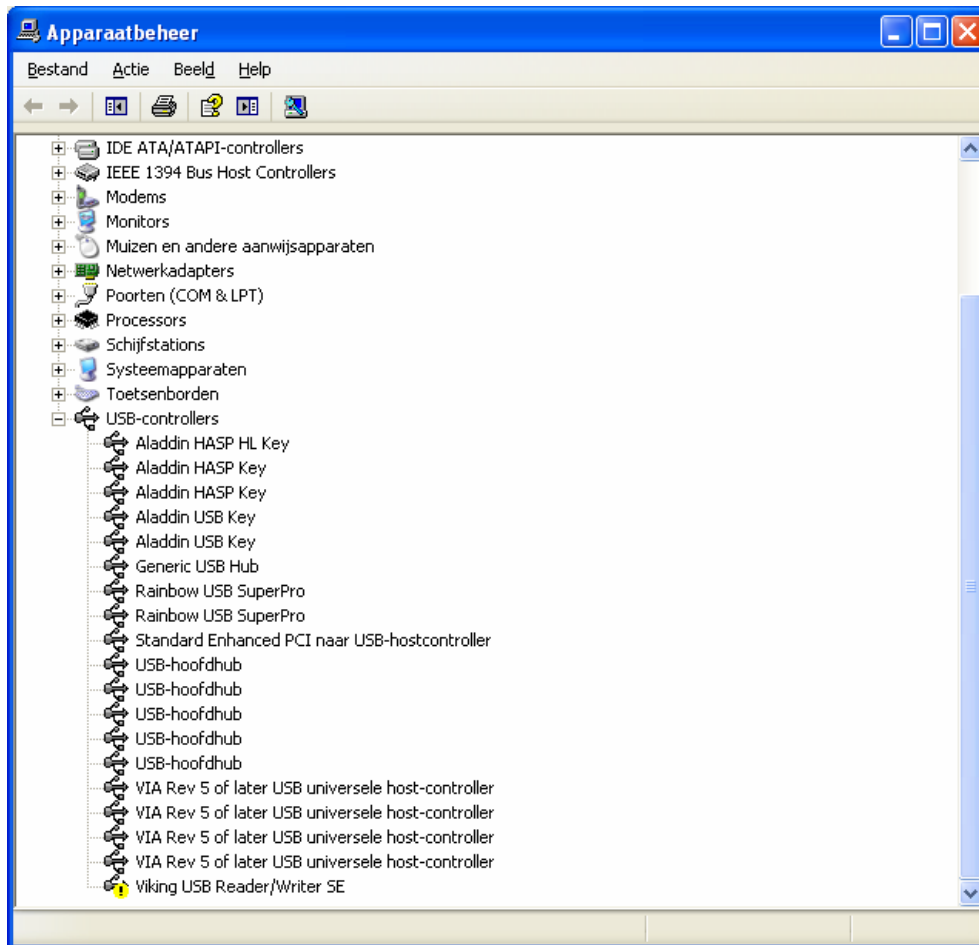 Apparaatbeheer
Bestand Actie Beeld Help
IDE ATA/ATAPI-controllers
IEEE 1394 Bus Host Controllers
Modems
Monitors
Muizen en andere aanwijsapparaten
Netwerkadapters
Poorten (COM & LPT)
Processors
Schijfstations
Systeemapparaten
Toetsenborden
USB-controllers
Aladdin HASP HL Key
Aladdin HASP Key
Aladdin HASP Key
Aladdin USB Key
Aladdin USB Key
Generic USB Hub
Rainbow USB SuperPro
Rainbow USB SuperPro
Standard Enhanced PCI naar USB-hostcontroller
USB-hoofdhub
USB-hoofdhub
USB-hoofdhub
USB-hoofdhub
USB-hoofdhub
VIA Rev 5 of later USB universele host-controller
VIA Rev 5 of later USB universele host-controller
VIA Rev 5 of later USB universele host-controller
VIA Rev 5 of later USB universele host-controller
Viking USB Reader/Writer SE